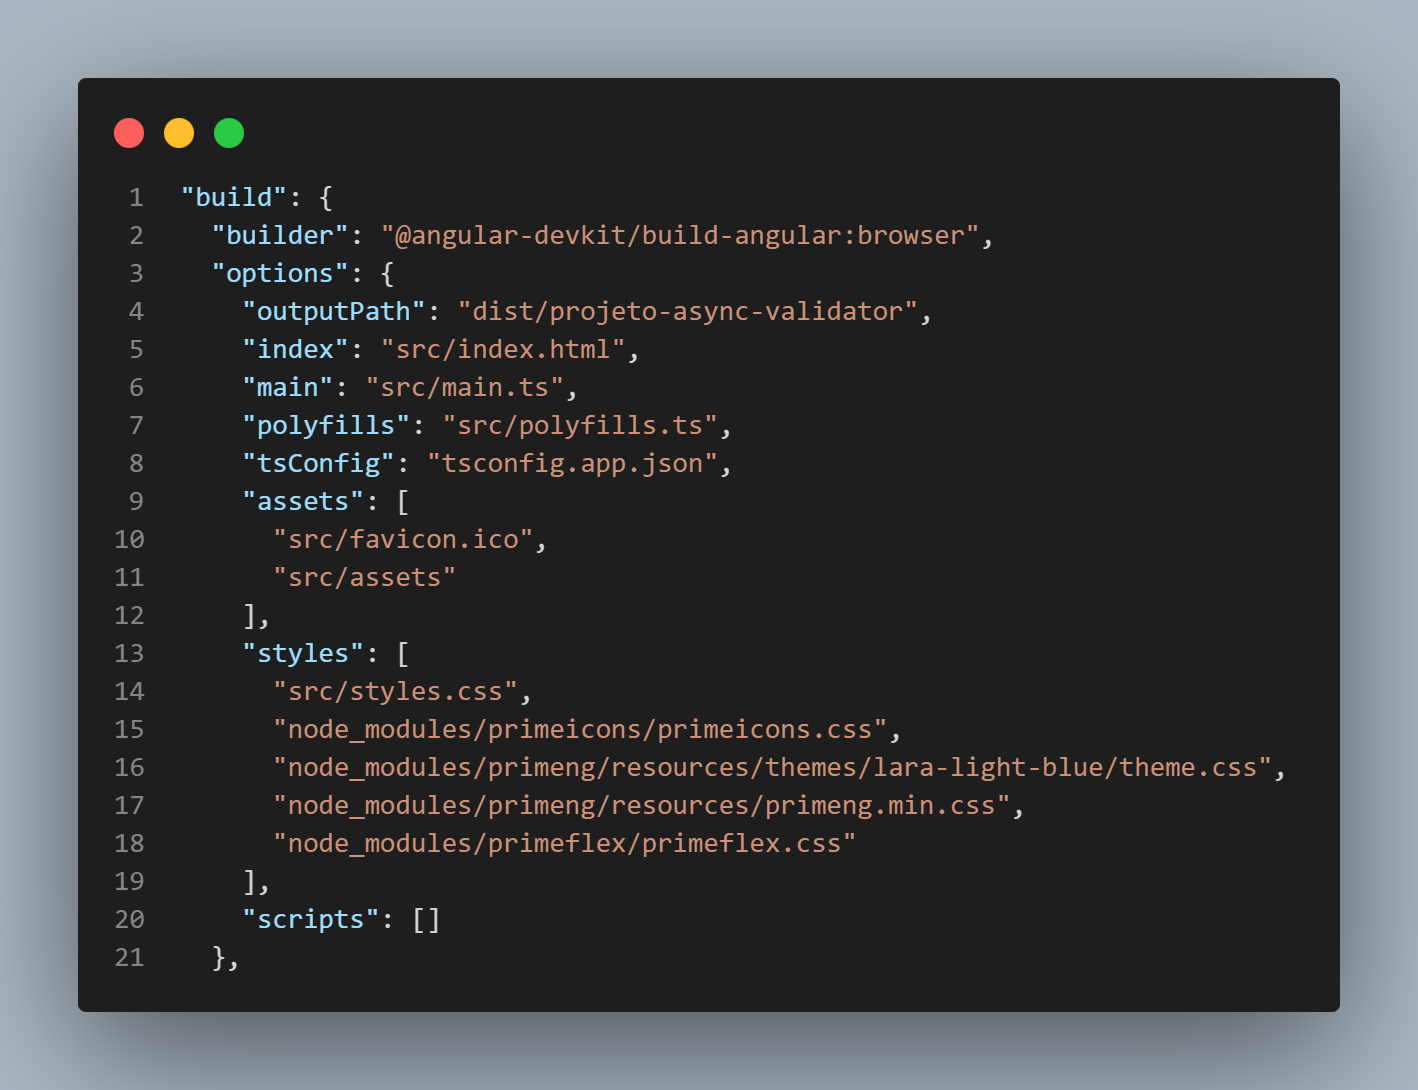 1 "build": {
2   "builder": "@angular-devkit/build-angular:browser",
3   "options": {
4     "outputPath": "dist/projeto-async-validator",
5     "index": "src/index.html",
6     "main": "src/main.ts",
7     "polyfills": "src/polyfills.ts",
8     "tsConfig": "tsconfig.app.json",
9     "assets": [
10       "src/favicon.ico",
11       "src/assets"
12     ],
13     "styles": [
14       "src/styles.css",
15       "node_modules/primeicons/primeicons.css",
16       "node_modules/primeng/resources/themes/lara-light-blue/theme.css",
17       "node_modules/primeng/resources/primeng.min.css",
18       "node_modules/primeflex/primeflex.css"
19     ],
20     "scripts": []
21   },